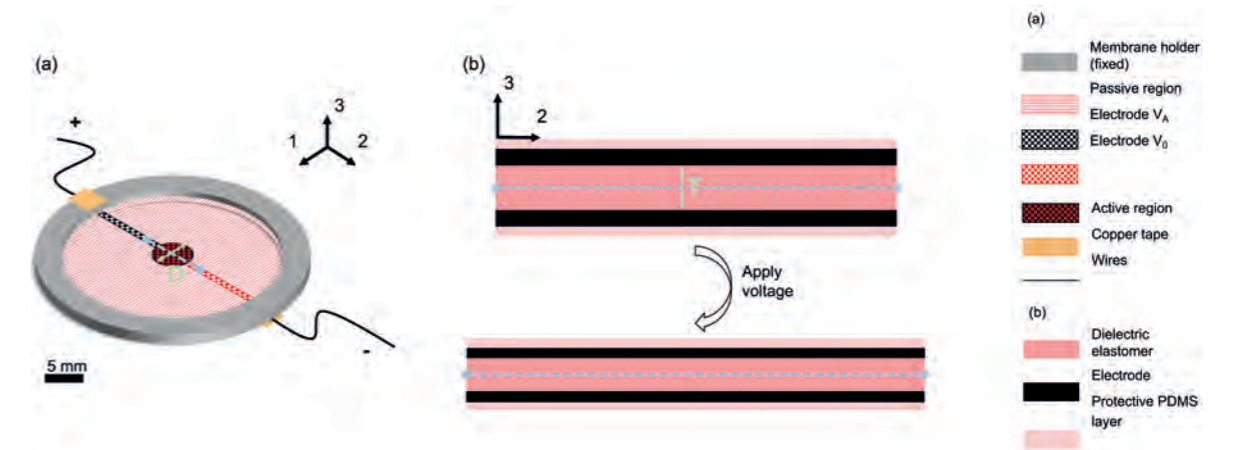 (a)
+
3
1
2
D
-
5 mm
(b)
3
2
T
Apply
voltage
(a)
Membrane holder
(fixed)
Passive region
Electrode V_A
Electrode V_0
Active region
Copper tape
Wires
(b)
Dielectric
elastomer
Electrode
Protective PDMS
layer